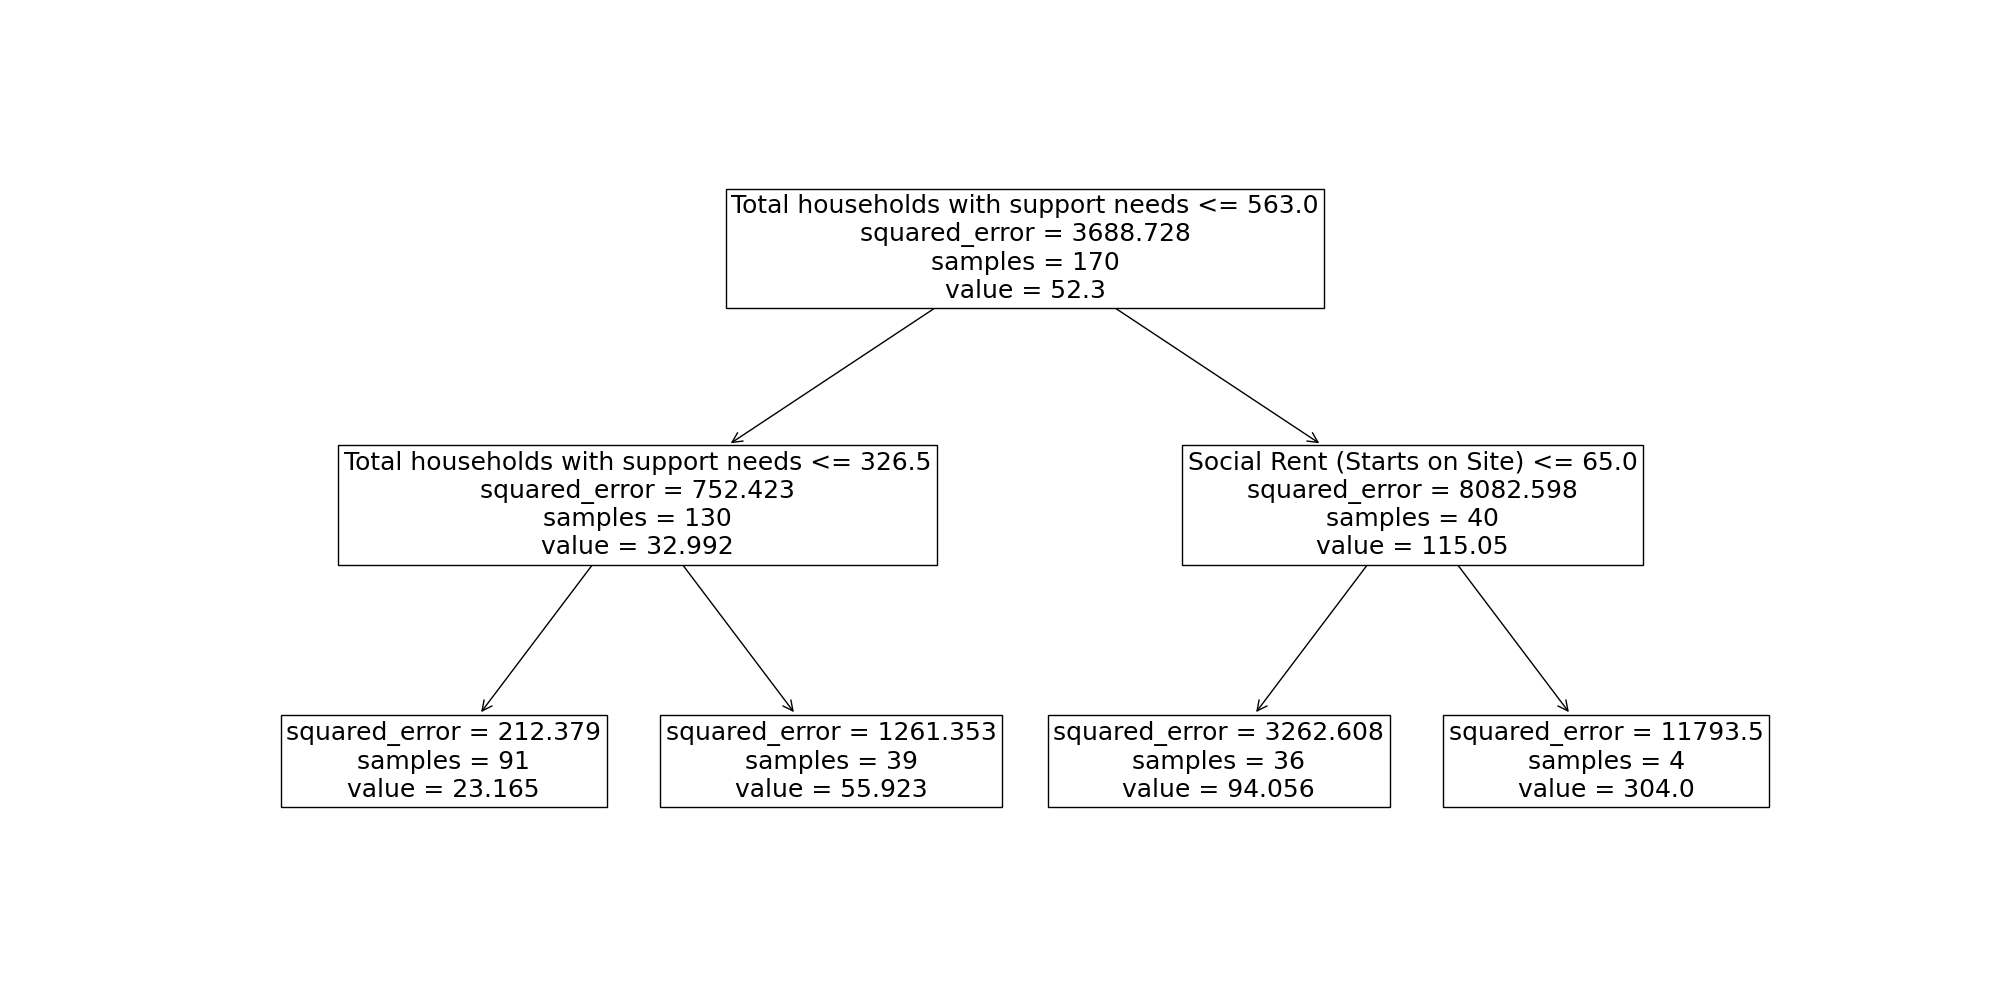 Total households with support needs <= 563.0
squared_error = 3688.728
samples = 170
value = 52.3
Total households with support needs <= 326.5
squared_error = 752.423
samples = 130
value = 32.992
Social Rent (Starts on Site) <= 65.0
squared_error = 8082.598
samples = 40
value = 115.05
squared_error = 212.379
samples = 91
value = 23.165
squared_error = 1261.353
samples = 39
value = 55.923
squared_error = 3262.608
samples = 36
value = 94.056
squared_error = 11793.5
samples = 4
value = 304.0